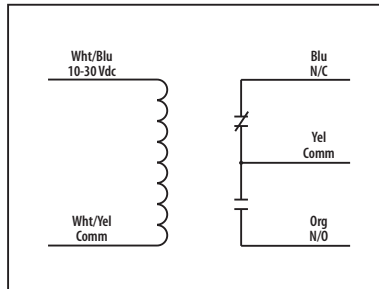 Wht/Blu
10-30 Vdc
Blu
N/C
Yel
Comm
Wht/Yel
Comm
Org
N/O